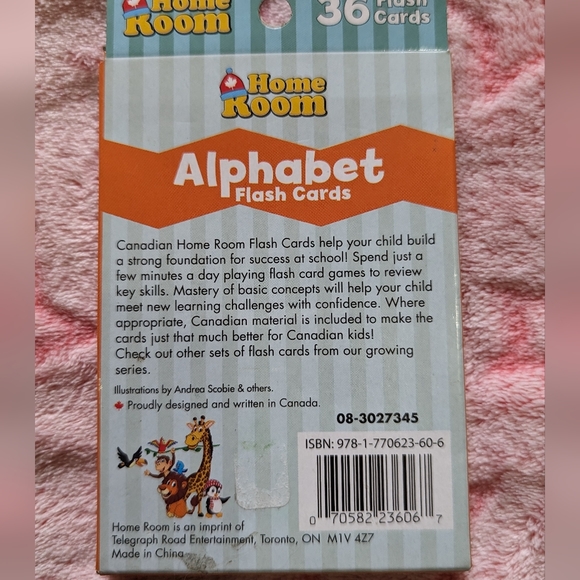 Home
Room
36 Flash
Cards
Home
Room
Alphabet
Flash Cards
Canadian Home Room Flash Cards help your child build
a strong foundation for success at school! Spend just a
few minutes a day playing flash card games to review
key skills. Mastery of basic concepts will help your child
meet new learning challenges with confidence. Where
appropriate, Canadian material is included to make the
cards just that much better for Canadian kids!
Check out other sets of flash cards from our growing
series.
Illustrations by Andrea Scobie & others.
Proudly designed and written in Canada.
08-3027345
ISBN: 978-1-770623-60-6
0 70582 23606 7
Home Room is an imprint of
Telegraph Road Entertainment, Toronto, ON M1V 4Z7
Made in China